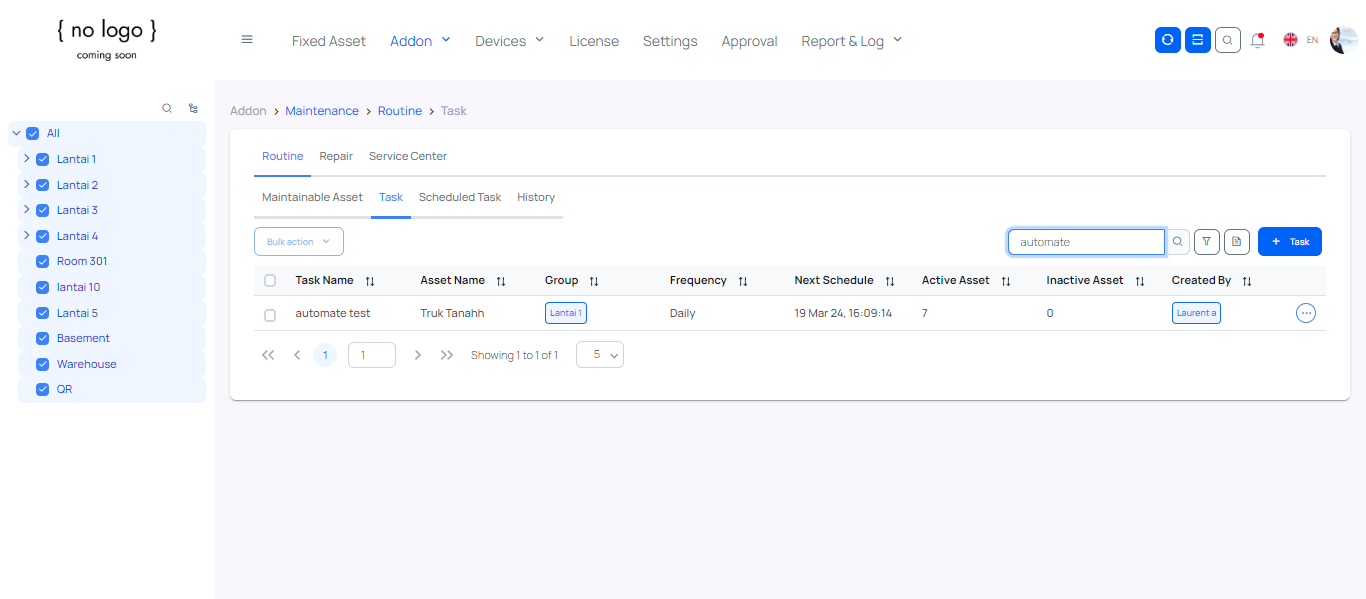 { no logo }
coming soon
Fixed Asset Addon Devices License Settings Approval Report & Log EN
All
Lantai 1
Lantai 2
Lantai 3
Lantai 4
Room 301
lantai 10
Lantai 5
Basement
Warehouse
QR
Addon > Maintenance > Routine > Task
Routine Repair Service Center
Maintainable Asset Task Scheduled Task History
Bulk action automate + Task
Task Name Asset Name Group Frequency Next Schedule Active Asset Inactive Asset Created By
automate test Truk Tanahh Lantai 1 Daily 19 Mar 24, 16:09:14 7 0 Laurent a
1 1 Showing 1 to 1 of 1 5